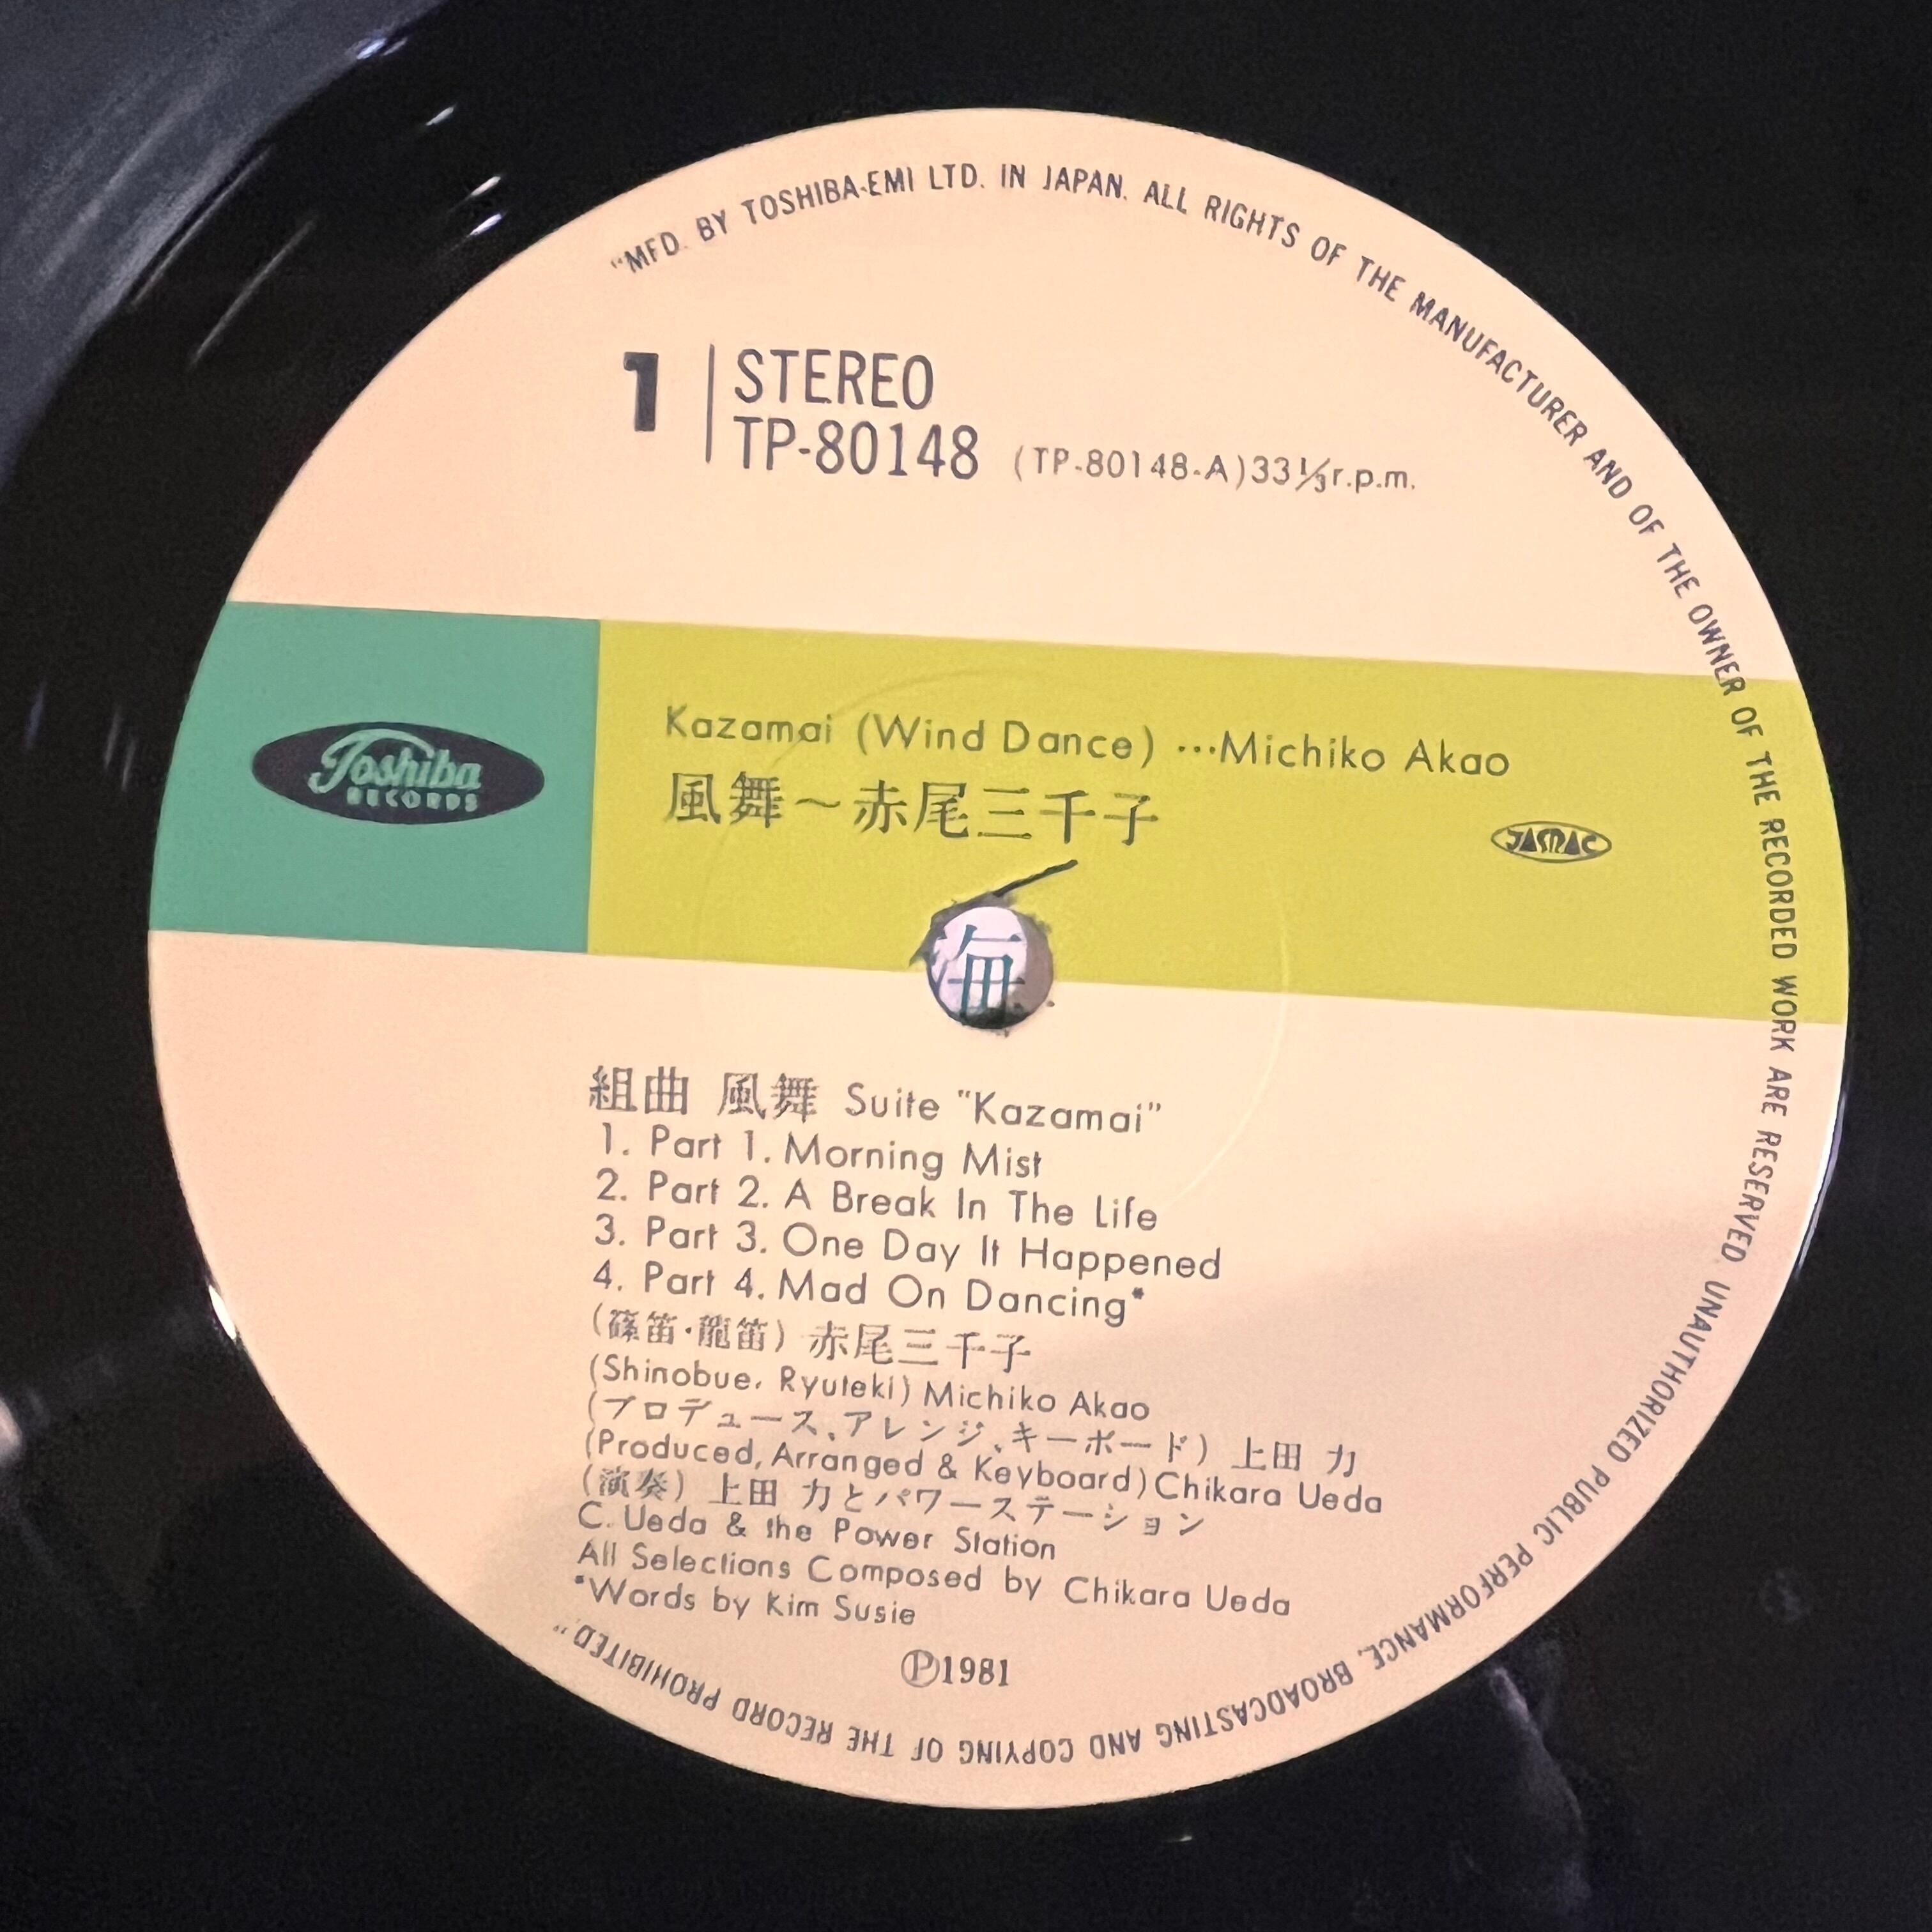 "MFD. BY TOSHIBA-EMI LTD. IN JAPAN. ALL RIGHTS OF THE MANUFACTURER AND OF THE OWNER OF THE RECORDED WORK ARE RESERVED. UNAUTHORIZED PUBLIC PERFORMANCE, BROADCASTING AND COPYING OF THE RECORD PROHIBITED"
1 STEREO
TP-80148 (TP-80148-A) 33⅓r.p.m.
Toshiba
RECORDS
Kazamai (Wind Dance) …Michiko Akao
風舞～赤尾三千子
JASRAC
海
組曲 風舞 Suite "Kazamai"
1. Part 1. Morning Mist
2. Part 2. A Break In The Life
3. Part 3. One Day It Happened
4. Part 4. Mad On Dancing*
(篠笛・龍笛) 赤尾三千子
(Shinobue, Ryuteki) Michiko Akao
(プロデュース、アレンジ、キーボード) 上田 力
(Produced, Arranged & Keyboard) Chikara Ueda
(演奏) 上田 力とパワーステーション
C. Ueda & the Power Station
All Selections Composed by Chikara Ueda
*Words by Kim Susie
Ⓟ1981